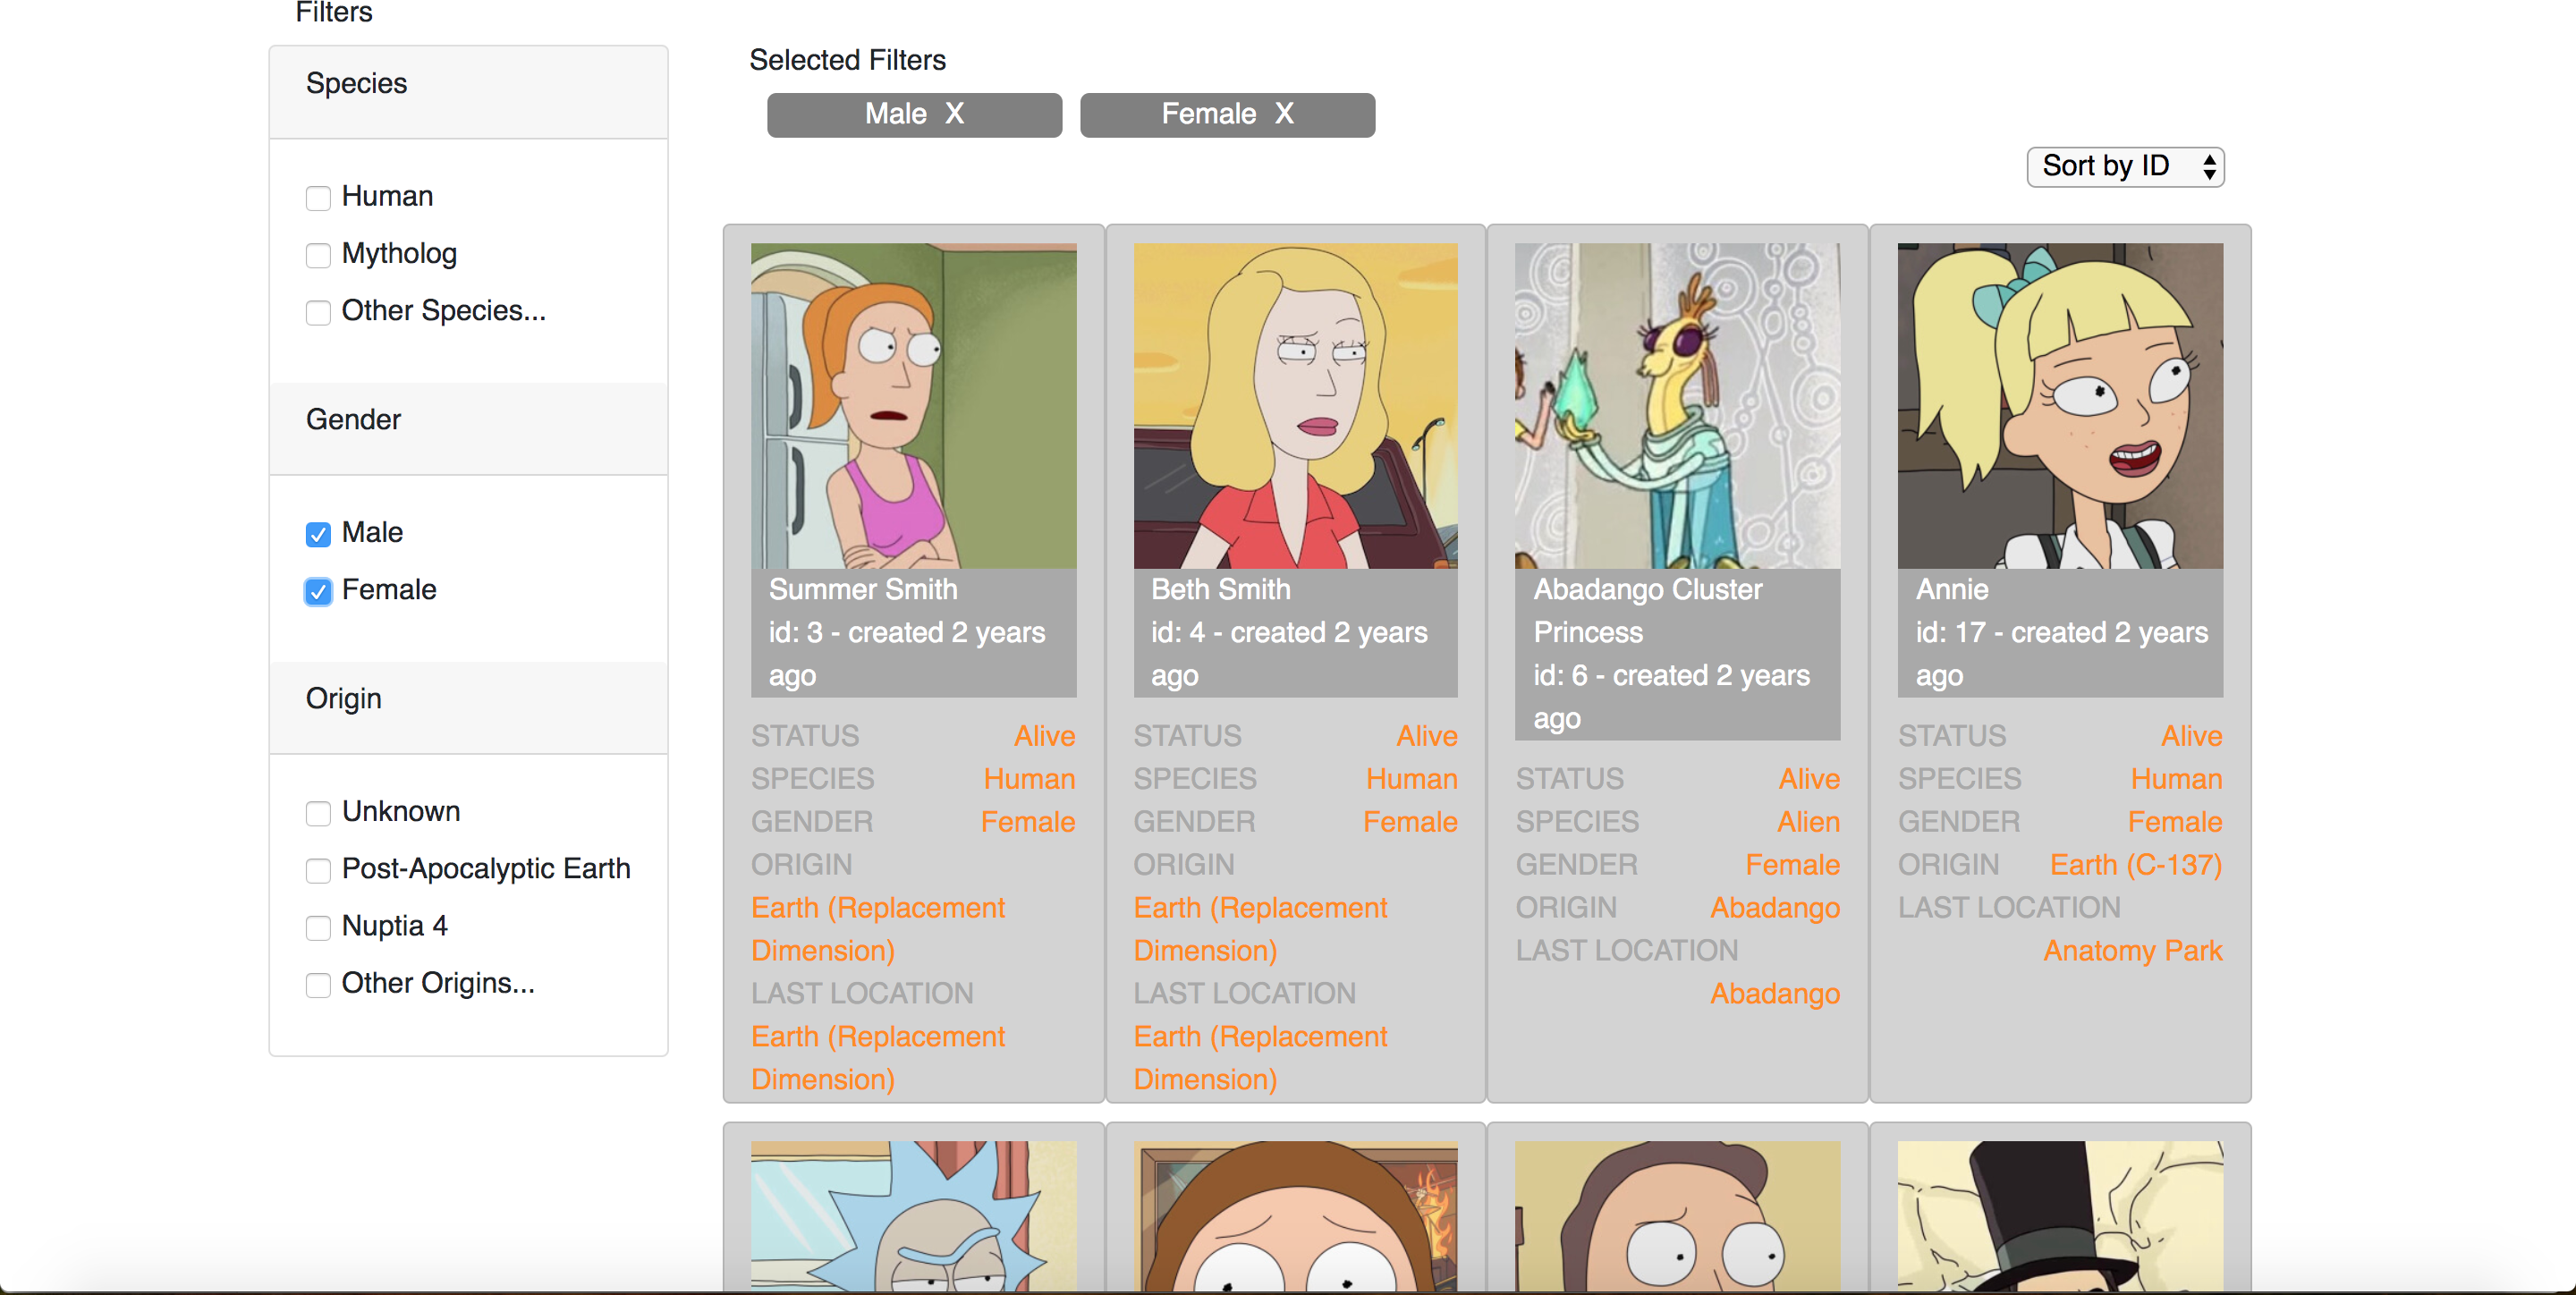 Filters
Species
Human
Mytholog
Other Species...
Gender
Male
Female
Origin
Unknown
Post-Apocalyptic Earth
Nuptia 4
Other Origins...
Selected Filters
Male X
Female X
Sort by ID
Summer Smith
id: 3 - created 2 years
ago
STATUS Alive
SPECIES Human
GENDER Female
ORIGIN
Earth (Replacement
Dimension)
LAST LOCATION
Earth (Replacement
Dimension)
Beth Smith
id: 4 - created 2 years
ago
STATUS Alive
SPECIES Human
GENDER Female
ORIGIN
Earth (Replacement
Dimension)
LAST LOCATION
Earth (Replacement
Dimension)
Abadango Cluster
Princess
id: 6 - created 2 years
ago
STATUS Alive
SPECIES Alien
GENDER Female
ORIGIN Abadango
LAST LOCATION
Abadango
Annie
id: 17 - created 2 years
ago
STATUS Alive
SPECIES Human
GENDER Female
ORIGIN Earth (C-137)
LAST LOCATION
Anatomy Park